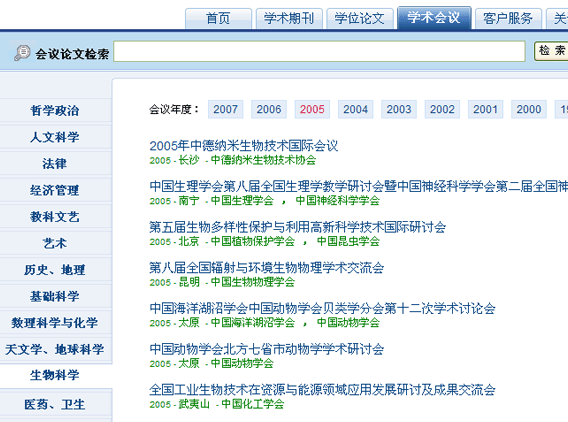 首页 学术期刊 学位论文 学术会议 客户服务 关
会议论文检索 检 索
会议年度： 2007 2006 2005 2004 2003 2002 2001 2000 19
哲学政治
人文科学
法律
经济管理
教科文艺
艺术
历史、地理
基础科学
数理科学与化学
天文学、地球科学
生物科学
医药、卫生
2005年中德纳米生物技术国际会议
2005 - 长沙 - 中德纳米生物技术协会
中国生理学会第八届全国生理学教学研讨会暨中国神经科学学会第二届全国神
2005 - 南宁 - 中国生理学会 ， 中国神经科学学会
第五届生物多样性保护与利用高新科学技术国际研讨会
2005 - 北京 - 中国植物保护学会 ， 中国昆虫学会
第八届全国辐射与环境生物物理学术交流会
2005 - 昆明 - 中国生物物理学会
中国海洋湖沼学会中国动物学会贝类学分会第十二次学术讨论会
2005 - 太原 - 中国海洋湖沼学会 ， 中国动物学会
中国动物学会北方七省市动物学学术研讨会
2005 - 太原 - 中国动物学会
全国工业生物技术在资源与能源领域应用发展研讨及成果交流会
2005 - 武夷山 - 中国化工学会